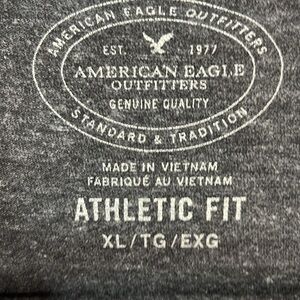 AMERICAN EAGLE OUTFITTERS
EST. 1977
AMERICAN EAGLE
OUTFITTERS
GENUINE QUALITY
STANDARD & TRADITION
MADE IN VIETNAM
FABRIQUÉ AU VIETNAM
ATHLETIC FIT
XL/TG/EXG